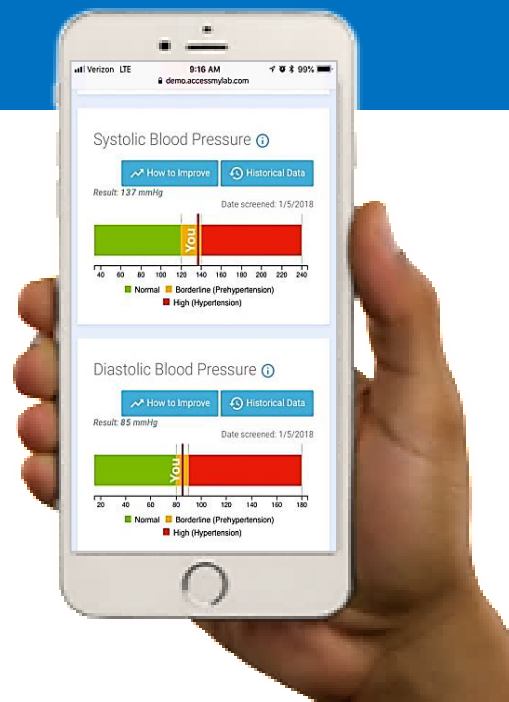 Verizon LTE 9:16 AM 99%
demo.accessmylab.com
Systolic Blood Pressure
How to Improve Historical Data
Result: 137 mmHg
Date screened: 1/5/2018
You
40 60 80 100 120 140 160 180 200 220 240
Normal Borderline (Prehypertension)
High (Hypertension)
Diastolic Blood Pressure
How to Improve Historical Data
Result: 85 mmHg
Date screened: 1/5/2018
You
20 40 60 80 100 120 140 160 180
Normal Borderline (Prehypertension)
High (Hypertension)